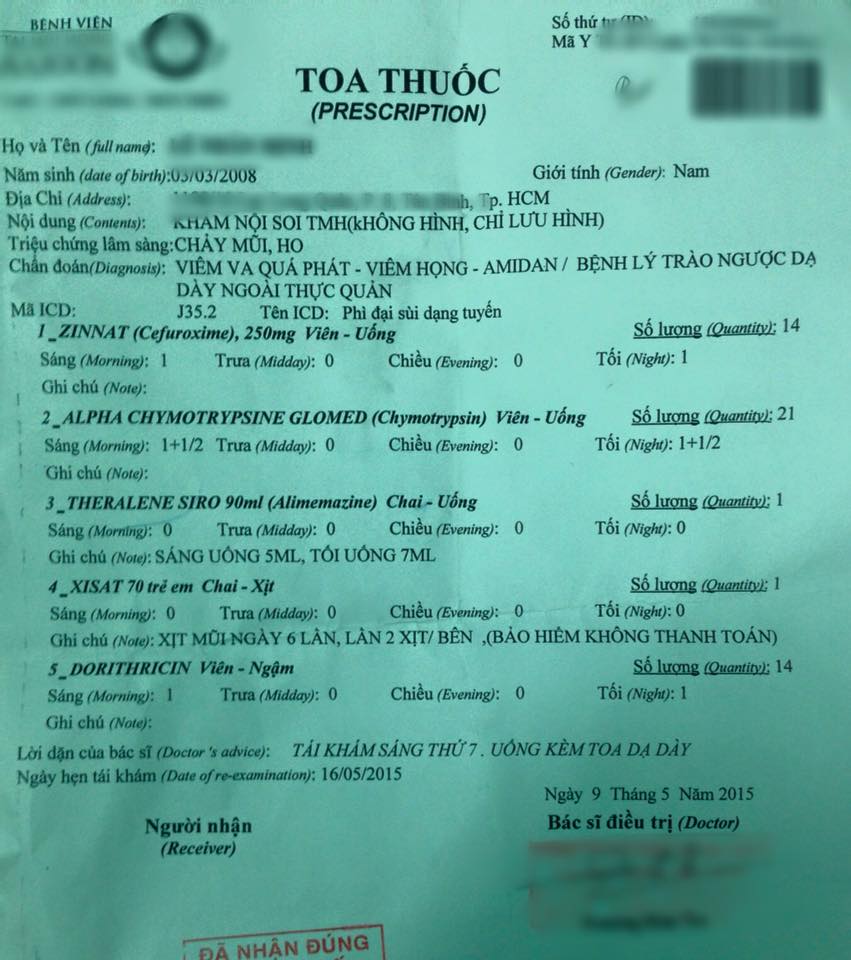 BỆNH VIỆN
Số thứ tự (ID)
Mã Y
TOA THUỐC
(PRESCRIPTION)
Họ và Tên (full name):
Năm sinh (date of birth):03/03/2008 Giới tính (Gender): Nam
Địa Chỉ (Address): Tp. HCM
Nội dung (Contents): KHÁM NỘI SOI TMH(kHÔNG HÌNH, CHỈ LƯU HÌNH)
Triệu chứng lâm sàng:CHẢY MŨI, HO
Chẩn đoán(Diagnosis): VIÊM VA QUÁ PHÁT - VIÊM HỌNG - AMIDAN / BỆNH LÝ TRÀO NGƯỢC DẠ
DÀY NGOÀI THỰC QUẢN
Mã ICD: J35.2 Tên ICD: Phì đại sùi dạng tuyến
1_ZINNAT (Cefuroxime), 250mg Viên - Uống Số lượng (Quantity): 14
Sáng (Morning): 1 Trưa (Midday): 0 Chiều (Evening): 0 Tối (Night): 1
Ghi chú (Note):
2_ALPHA CHYMOTRYPSINE GLOMED (Chymotrypsin) Viên - Uống Số lượng (Quantity): 21
Sáng (Morning): 1+1/2 Trưa (Midday): 0 Chiều (Evening): 0 Tối (Night): 1+1/2
Ghi chú (Note):
3_THERALENE SIRO 90ml (Alimemazine) Chai - Uống Số lượng (Quantity): 1
Sáng (Morning): 0 Trưa (Midday): 0 Chiều (Evening): 0 Tối (Night): 0
Ghi chú (Note): SÁNG UỐNG 5ML, TỐI UỐNG 7ML
4_XISAT 70 trẻ em Chai - Xịt Số lượng (Quantity): 1
Sáng (Morning): 0 Trưa (Midday): 0 Chiều (Evening): 0 Tối (Night): 0
Ghi chú (Note): XỊT MŨI NGÀY 6 LẦN, LẦN 2 XỊT/ BÊN ,(BẢO HIỂM KHÔNG THANH TOÁN)
5_DORITHRICIN Viên - Ngậm Số lượng (Quantity): 14
Sáng (Morning): 1 Trưa (Midday): 0 Chiều (Evening): 0 Tối (Night): 1
Ghi chú (Note):
Lời dặn của bác sĩ (Doctor 's advice): TÁI KHÁM SÁNG THỨ 7 . UỐNG KÈM TOA DẠ DÀY
Ngày hẹn tái khám (Date of re-examination): 16/05/2015
Ngày 9 Tháng 5 Năm 2015
Người nhận Bác sĩ điều trị (Doctor)
(Receiver)
ĐÃ NHẬN ĐÚNG